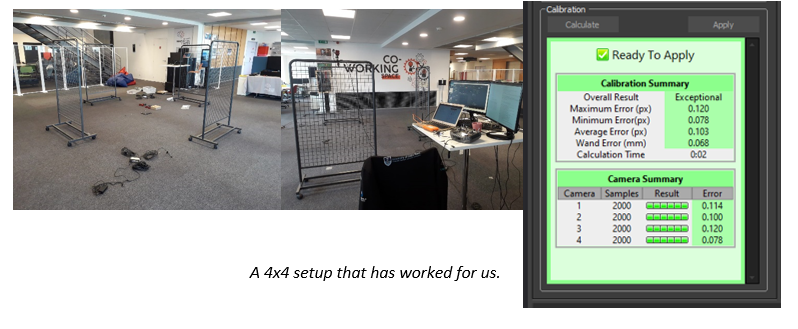 CO-
WORKING
SPACE
Calibration
Calculate Apply
Ready To Apply
Calibration Summary
Overall Result Exceptional
Maximum Error (px) 0.120
Minimum Error(px) 0.078
Average Error (px) 0.103
Wand Error (mm) 0.068
Calculation Time 0:02
Camera Summary
Camera Samples Result Error
1 2000 0.114
2 2000 0.100
3 2000 0.120
4 2000 0.078
A 4x4 setup that has worked for us.